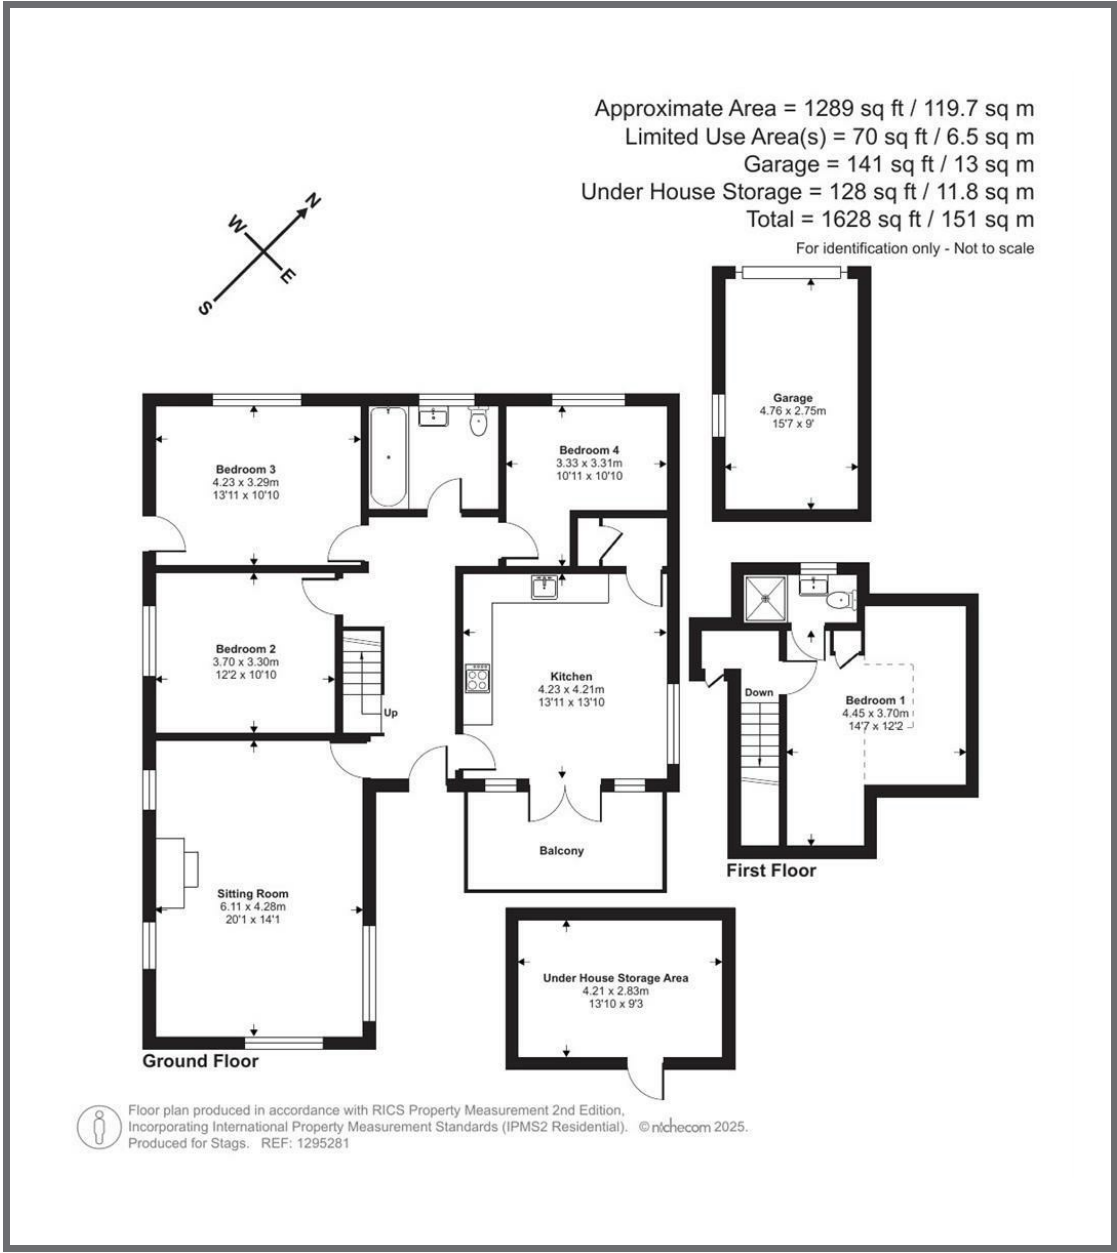 Approximate Area = 1289 sq ft / 119.7 sq m
Limited Use Area(s) = 70 sq ft / 6.5 sq m
Garage = 141 sq ft / 13 sq m
Under House Storage = 128 sq ft / 11.8 sq m
Total = 1628 sq ft / 151 sq m
For identification only - Not to scale
N
W
E
S
Garage
4.76 x 2.75m
15'7 x 9'
Bedroom 3
4.23 x 3.29m
13'11 x 10'10
Bedroom 4
3.33 x 3.31m
10'11 x 10'10
Bedroom 2
3.70 x 3.30m
12'2 x 10'10
Up
Kitchen
4.23 x 4.21m
13'11 x 13'10
Down
Bedroom 1
4.45 x 3.70m
14'7 x 12'2
Balcony
First Floor
Sitting Room
6.11 x 4.28m
20'1 x 14'1
Under House Storage Area
4.21 x 2.83m
13'10 x 9'3
Ground Floor
Floor plan produced in accordance with RICS Property Measurement 2nd Edition,
Incorporating International Property Measurement Standards (IPMS2 Residential). © nichecom 2025.
Produced for Stags. REF: 1295281